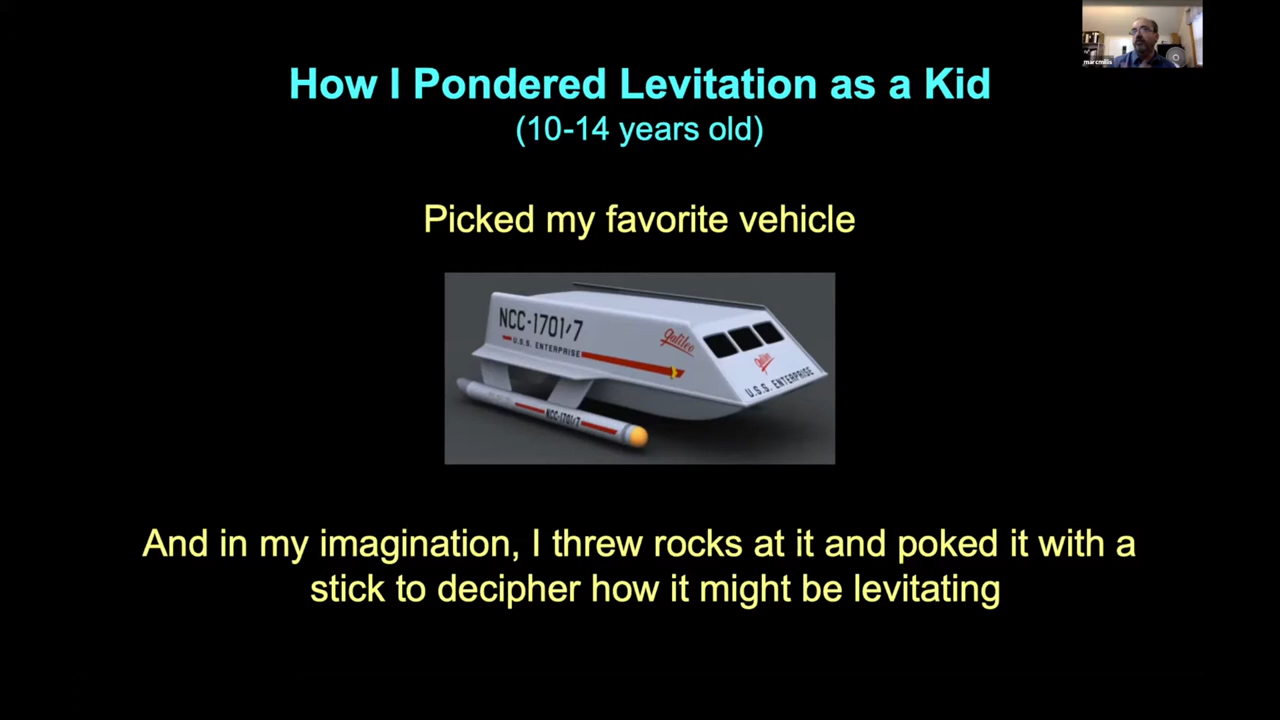 marcmillis
How I Pondered Levitation as a Kid
(10-14 years old)
Picked my favorite vehicle
NCC-1701/7
U.S.S. ENTERPRISE
Galileo
Galileo
U.S.S. ENTERPRISE
NCC-1701/7
And in my imagination, I threw rocks at it and poked it with a
stick to decipher how it might be levitating